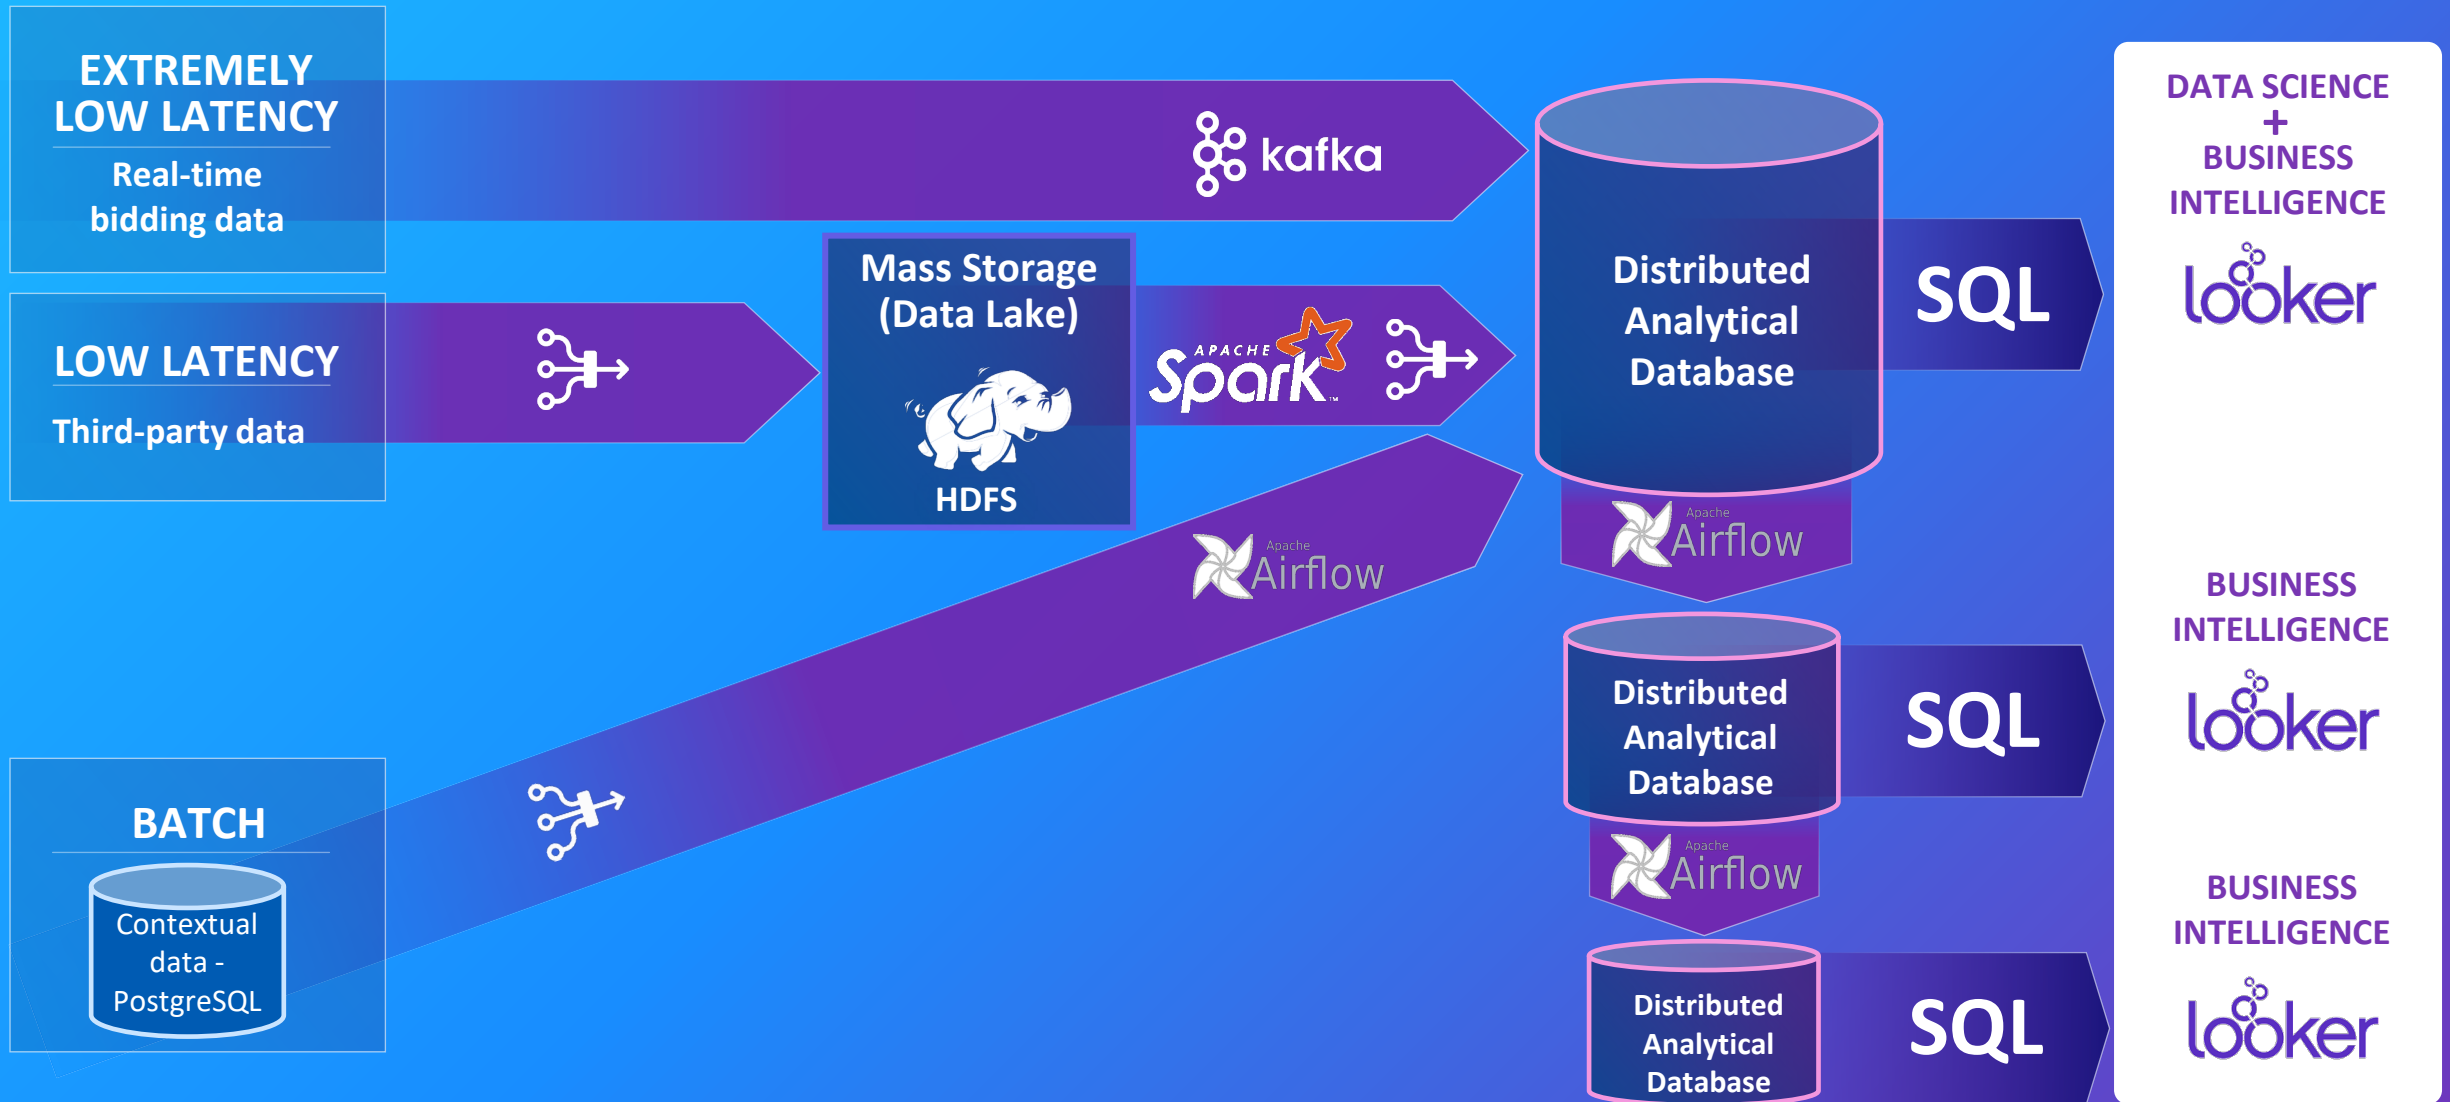 EXTREMELY
LOW LATENCY
Real-time
bidding data
kafka
LOW LATENCY
Third-party data
Mass Storage
(Data Lake)
HDFS
APACHE
Spark
TM
BATCH
Contextual
data -
PostgreSQL
Apache
Airflow
Distributed
Analytical
Database
SQL
DATA SCIENCE
+
BUSINESS
INTELLIGENCE
looker
Apache
Airflow
Distributed
Analytical
Database
SQL
BUSINESS
INTELLIGENCE
looker
Apache
Airflow
Distributed
Analytical
Database
SQL
BUSINESS
INTELLIGENCE
looker